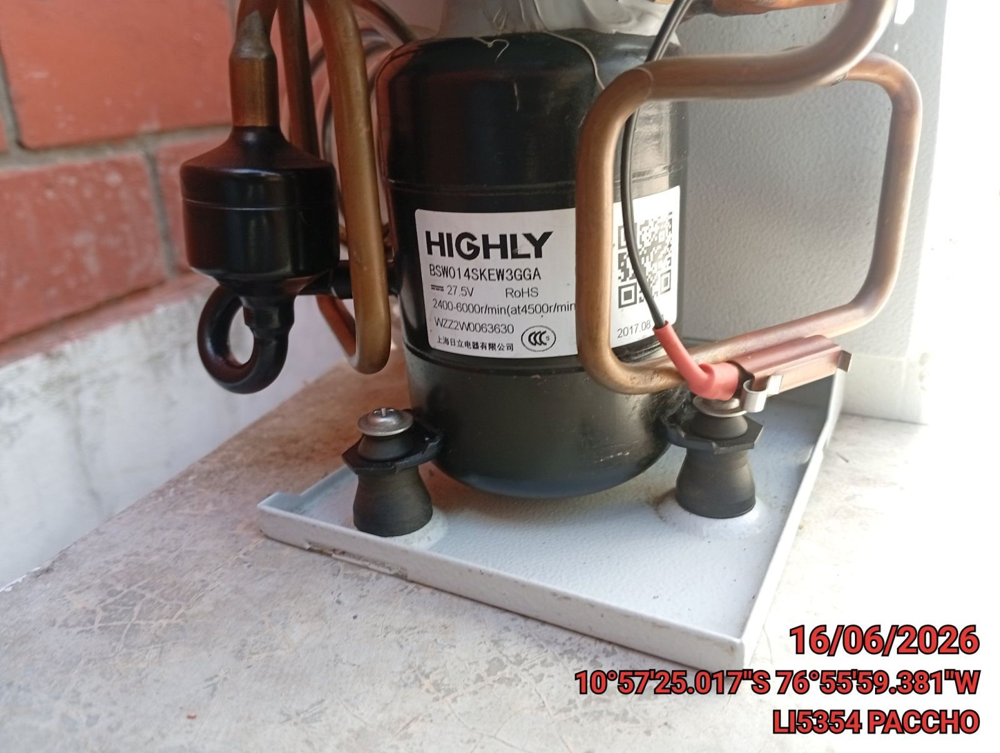 HIGHLY
BSW014SKEW3GGA
27.5V RoHS
2400-6000r/min(at4500r/min
WZZ2W0063630
2017.08
上海日立电器有限公司
CCC S
16/06/2026
10°57'25.017"S 76°55'59.381"W
LI5354 PACCHO